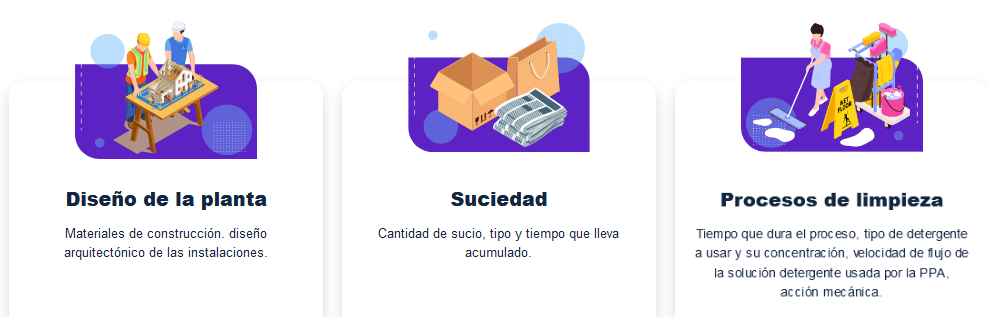 WET
FLOOR
Diseño de la planta
Materiales de construcción. diseño
arquitectónico de las instalaciones.
Suciedad
Cantidad de sucio, tipo y tiempo que lleva
acumulado.
Procesos de limpieza
Tiempo que dura el proceso, tipo de detergente
a usar y su concentración, velocidad de flujo de
la solución detergente usada por la PPA,
acción mecánica.